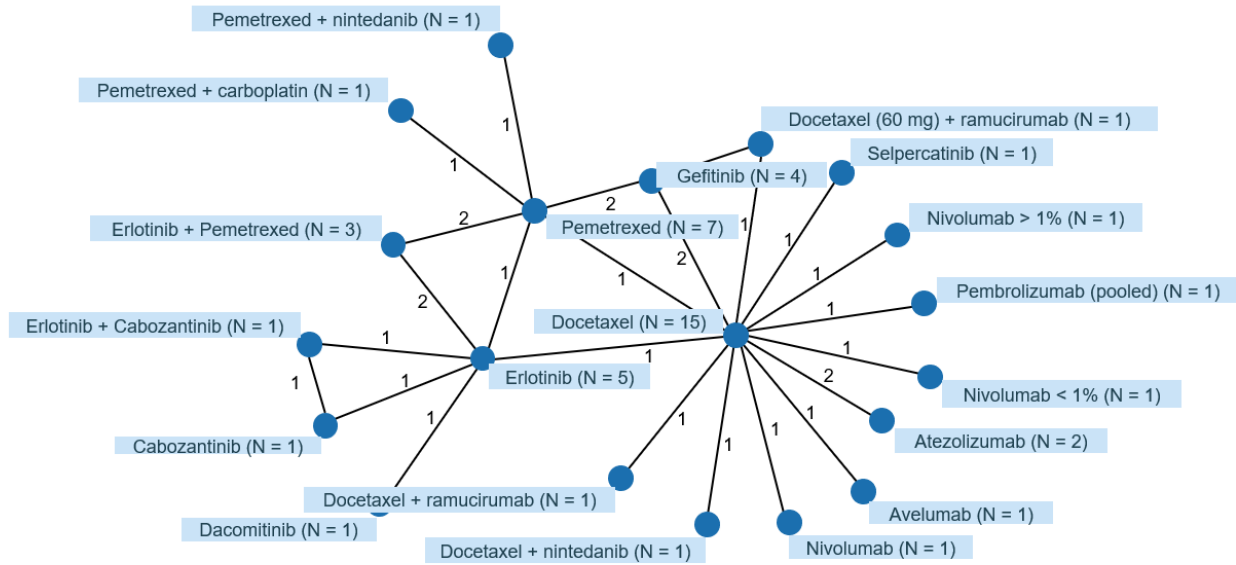 Pemetrexed + nintedanib (N = 1)
Pemetrexed + carboplatin (N = 1)
1
Docetaxel (60 mg) + ramucirumab (N = 1)
Selpercatinib (N = 1)
1
Gefitinib (N = 4)
2
2
Erlotinib + Pemetrexed (N = 3)
Pemetrexed (N = 7)
1
1
Nivolumab > 1% (N = 1)
2
1
1
1
2
Pembrolizumab (pooled) (N = 1)
1
Erlotinib + Cabozantinib (N = 1)
1
Docetaxel (N = 15)
1
1
1
1
Erlotinib (N = 5)
2
Nivolumab < 1% (N = 1)
Cabozantinib (N = 1)
1
1
1
1
1
Atezolizumab (N = 2)
Docetaxel + ramucirumab (N = 1)
Dacomitinib (N = 1)
Avelumab (N = 1)
Docetaxel + nintedanib (N = 1)
Nivolumab (N = 1)